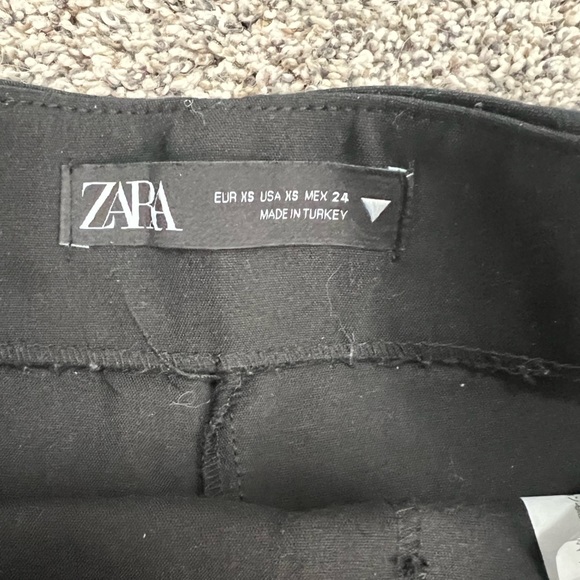 ZARA
EUR XS USA XS MEX 24
MADE IN TURKEY